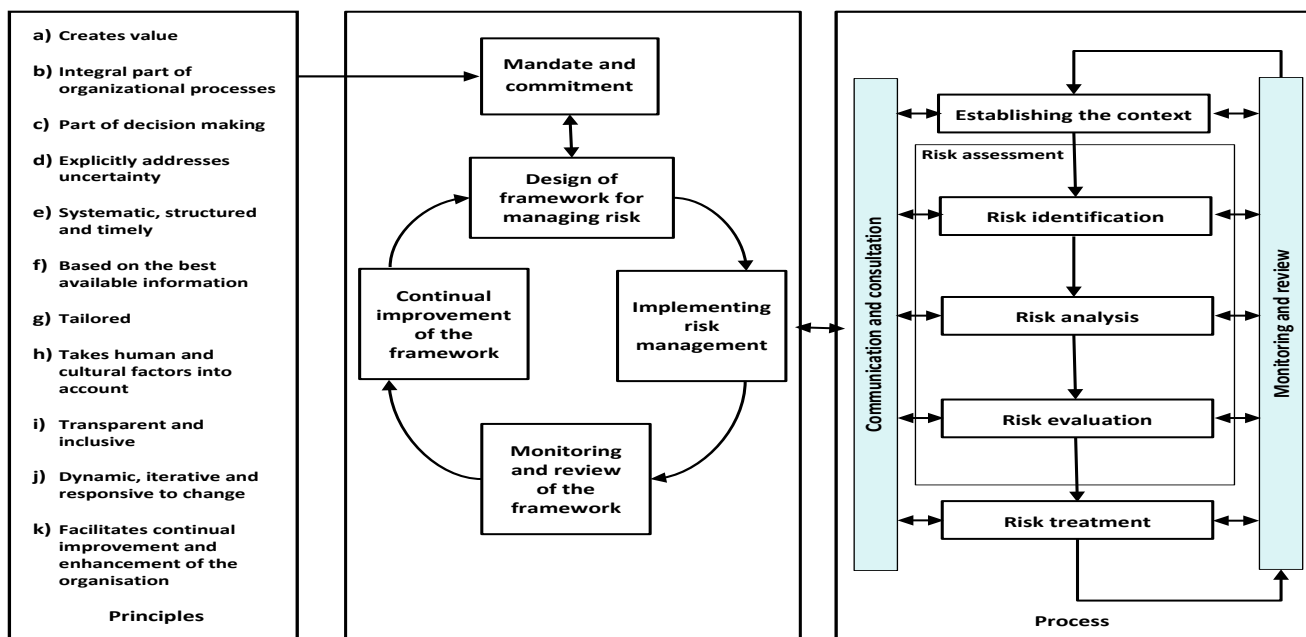 a) Creates value
b) Integral part of
organizational processes
c) Part of decision making
d) Explicitly addresses
uncertainty
e) Systematic, structured
and timely
f) Based on the best
available information
g) Tailored
h) Takes human and
cultural factors into
account
i) Transparent and
inclusive
j) Dynamic, iterative and
responsive to change
k) Facilitates continual
improvement and
enhancement of the
organisation
Principles
Mandate and
commitment
Design of
framework for
managing risk
Implementing
risk
management
Monitoring
and review
of the
framework
Continual
improvement
of the
framework
Communication and consultation
Establishing the context
Risk assessment
Risk identification
Risk analysis
Risk evaluation
Risk treatment
Monitoring and review
Process